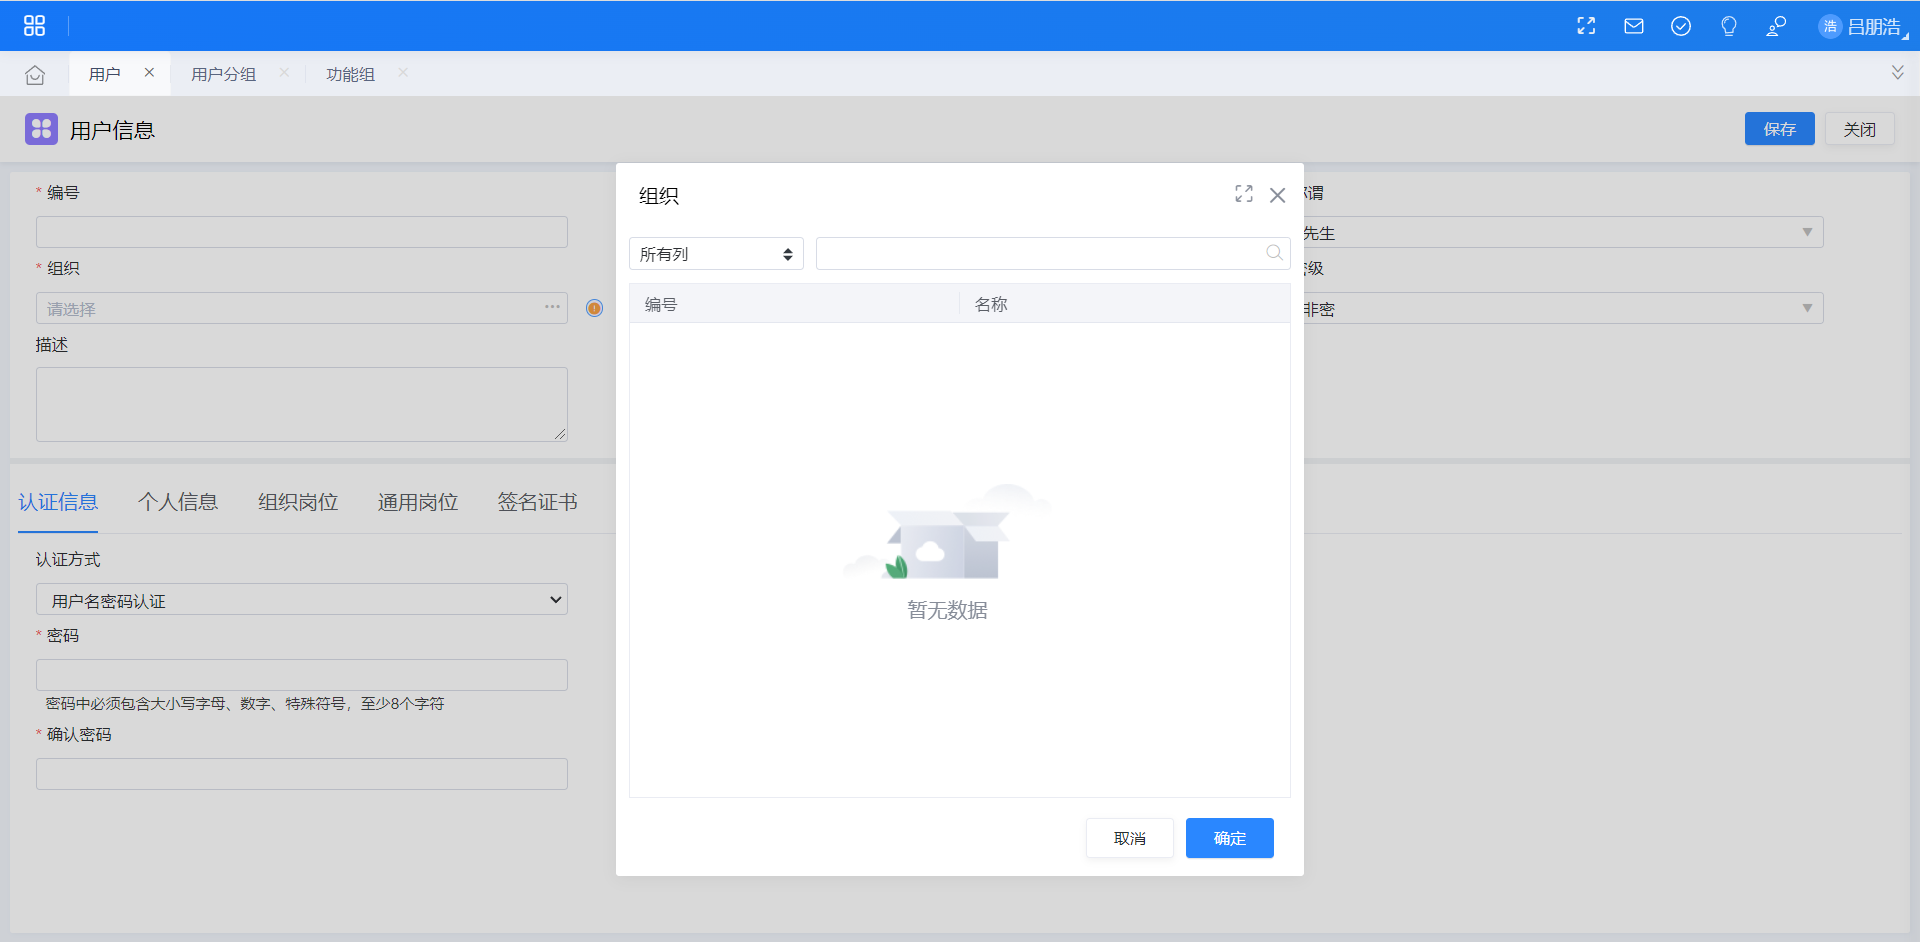 浩 吕朋浩
用户 用户分组 功能组
用户信息 保存 关闭
* 编号
* 组织
请选择
描述
认证信息 个人信息 组织岗位 通用岗位 签名证书
认证方式
用户名密码认证
* 密码
密码中必须包含大小写字母、数字、特殊符号，至少8个字符
* 确认密码
组织
所有列
编号 名称
暂无数据
取消 确定
谓
先生
级
非密